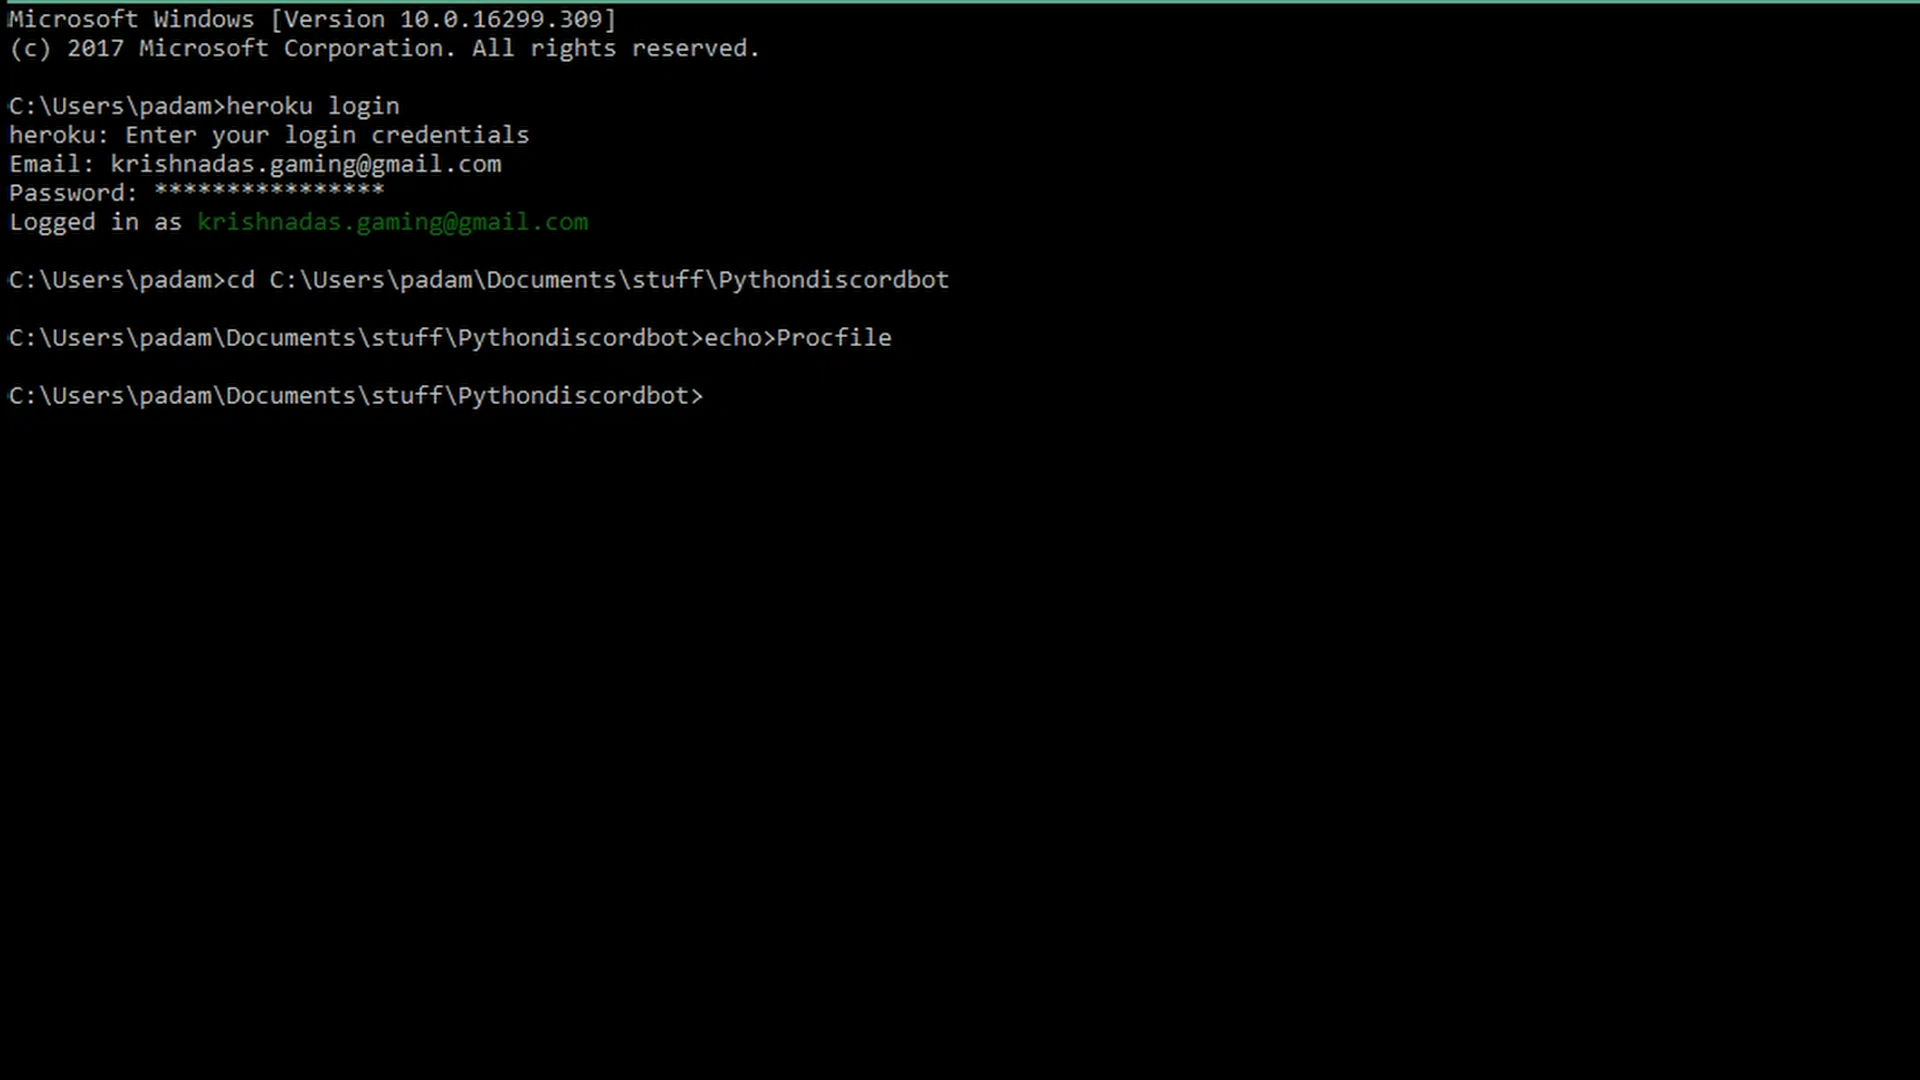 Microsoft Windows [Version 10.0.16299.309]
(c) 2017 Microsoft Corporation. All rights reserved.
C:\Users\padam>heroku login
heroku: Enter your login credentials
Email: krishnadas.gaming@gmail.com
Password: ****************
Logged in as krishnadas.gaming@gmail.com
C:\Users\padam>cd C:\Users\padam\Documents\stuff\Pythondiscordbot
C:\Users\padam\Documents\stuff\Pythondiscordbot>echo>Procfile
C:\Users\padam\Documents\stuff\Pythondiscordbot>